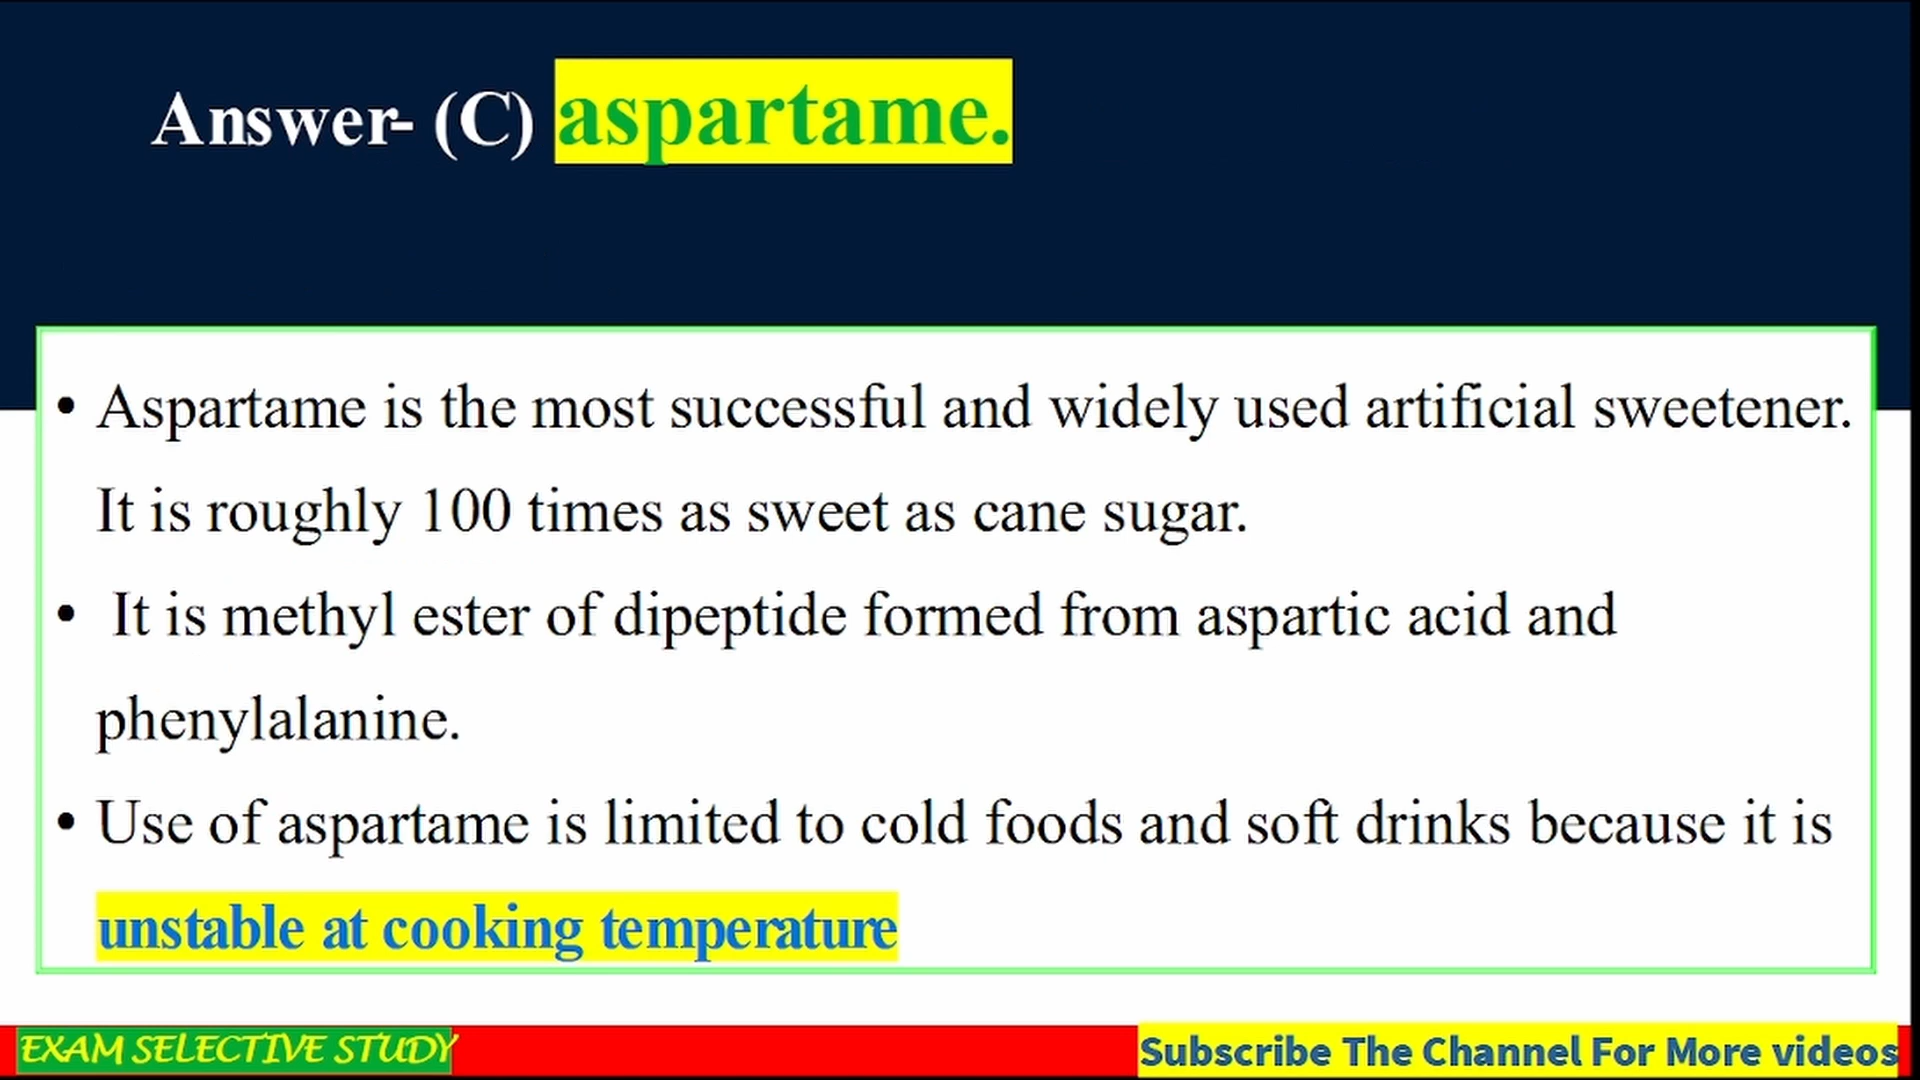 Answer- (C) aspartame.
• Aspartame is the most successful and widely used artificial sweetener.
It is roughly 100 times as sweet as cane sugar.
• It is methyl ester of dipeptide formed from aspartic acid and
phenylalanine.
• Use of aspartame is limited to cold foods and soft drinks because it is
unstable at cooking temperature
EXAM SELECTIVE STUDY
Subscribe The Channel For More videos